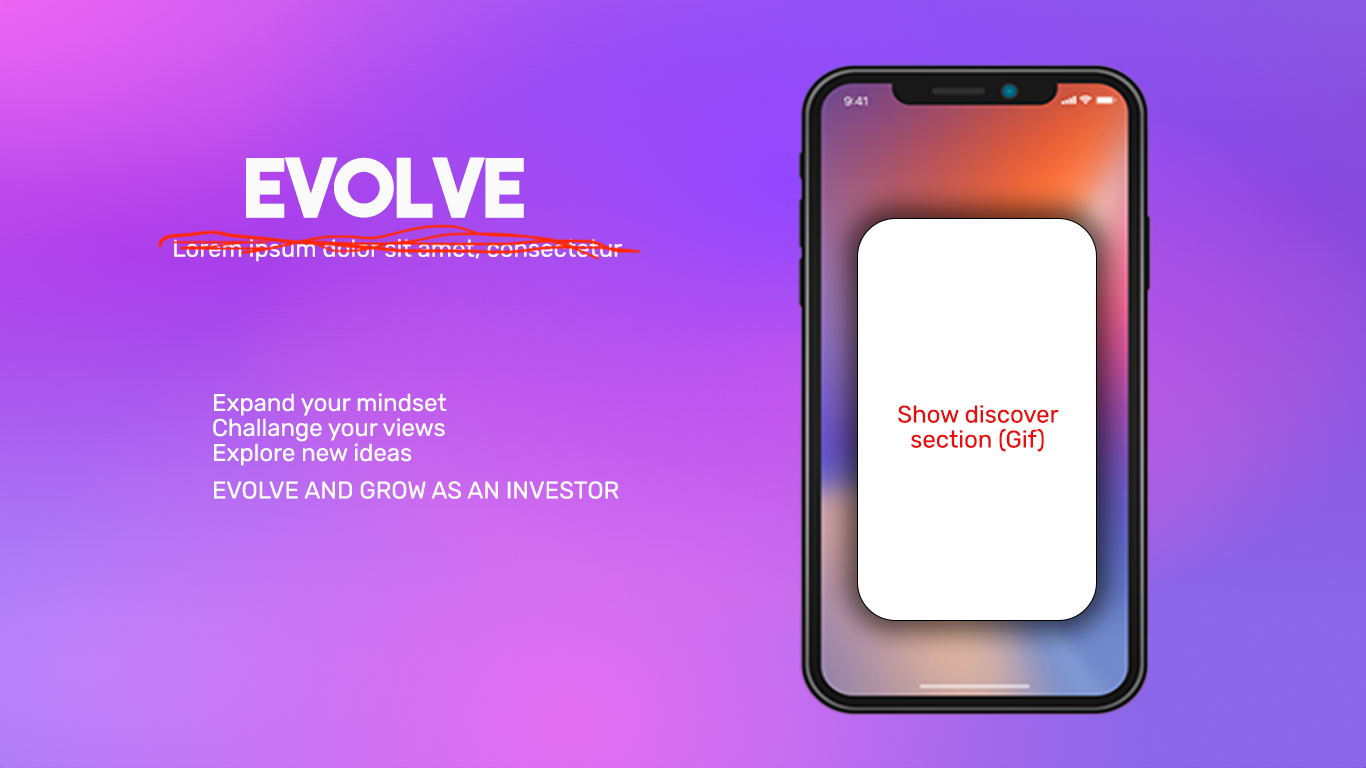 EVOLVE
Lorem ipsum dolor sit amet, consectetur
Expand your mindset
Challange your views
Explore new ideas
EVOLVE AND GROW AS AN INVESTOR
9:41
Show discover
section (Gif)